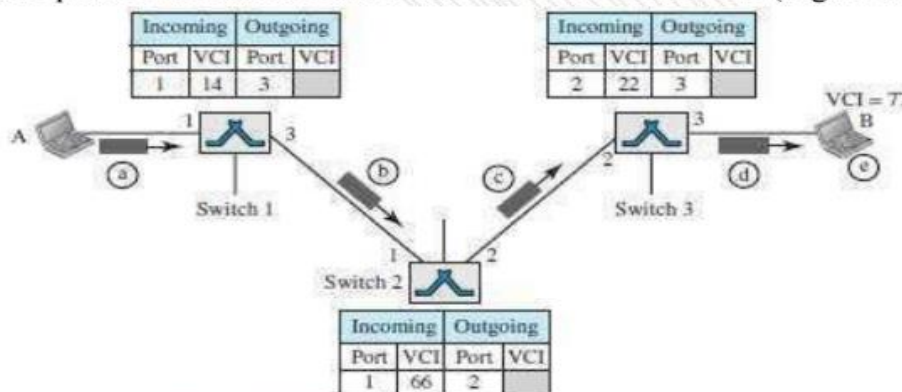 Incoming Outgoing
Port VCI Port VCI
1 14 3
Incoming Outgoing
Port VCI Port VCI
2 22 3
VCI = 7
A
1
3
a
Switch 1
b
c
2
3
Switch 3
d
B
e
1
2
Switch 2
Incoming Outgoing
Port VCI Port VCI
1 66 2